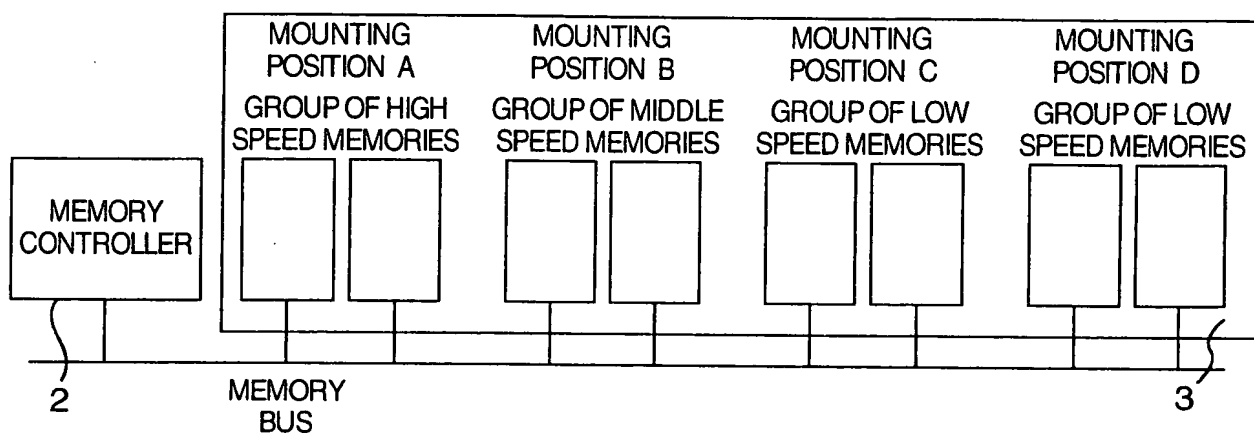 MOUNTING
POSITION A
GROUP OF HIGH
SPEED MEMORIES
MOUNTING
POSITION B
GROUP OF MIDDLE
SPEED MEMORIES
MOUNTING
POSITION C
GROUP OF LOW
SPEED MEMORIES
MOUNTING
POSITION D
GROUP OF LOW
SPEED MEMORIES
MEMORY
CONTROLLER
2
MEMORY
BUS
3